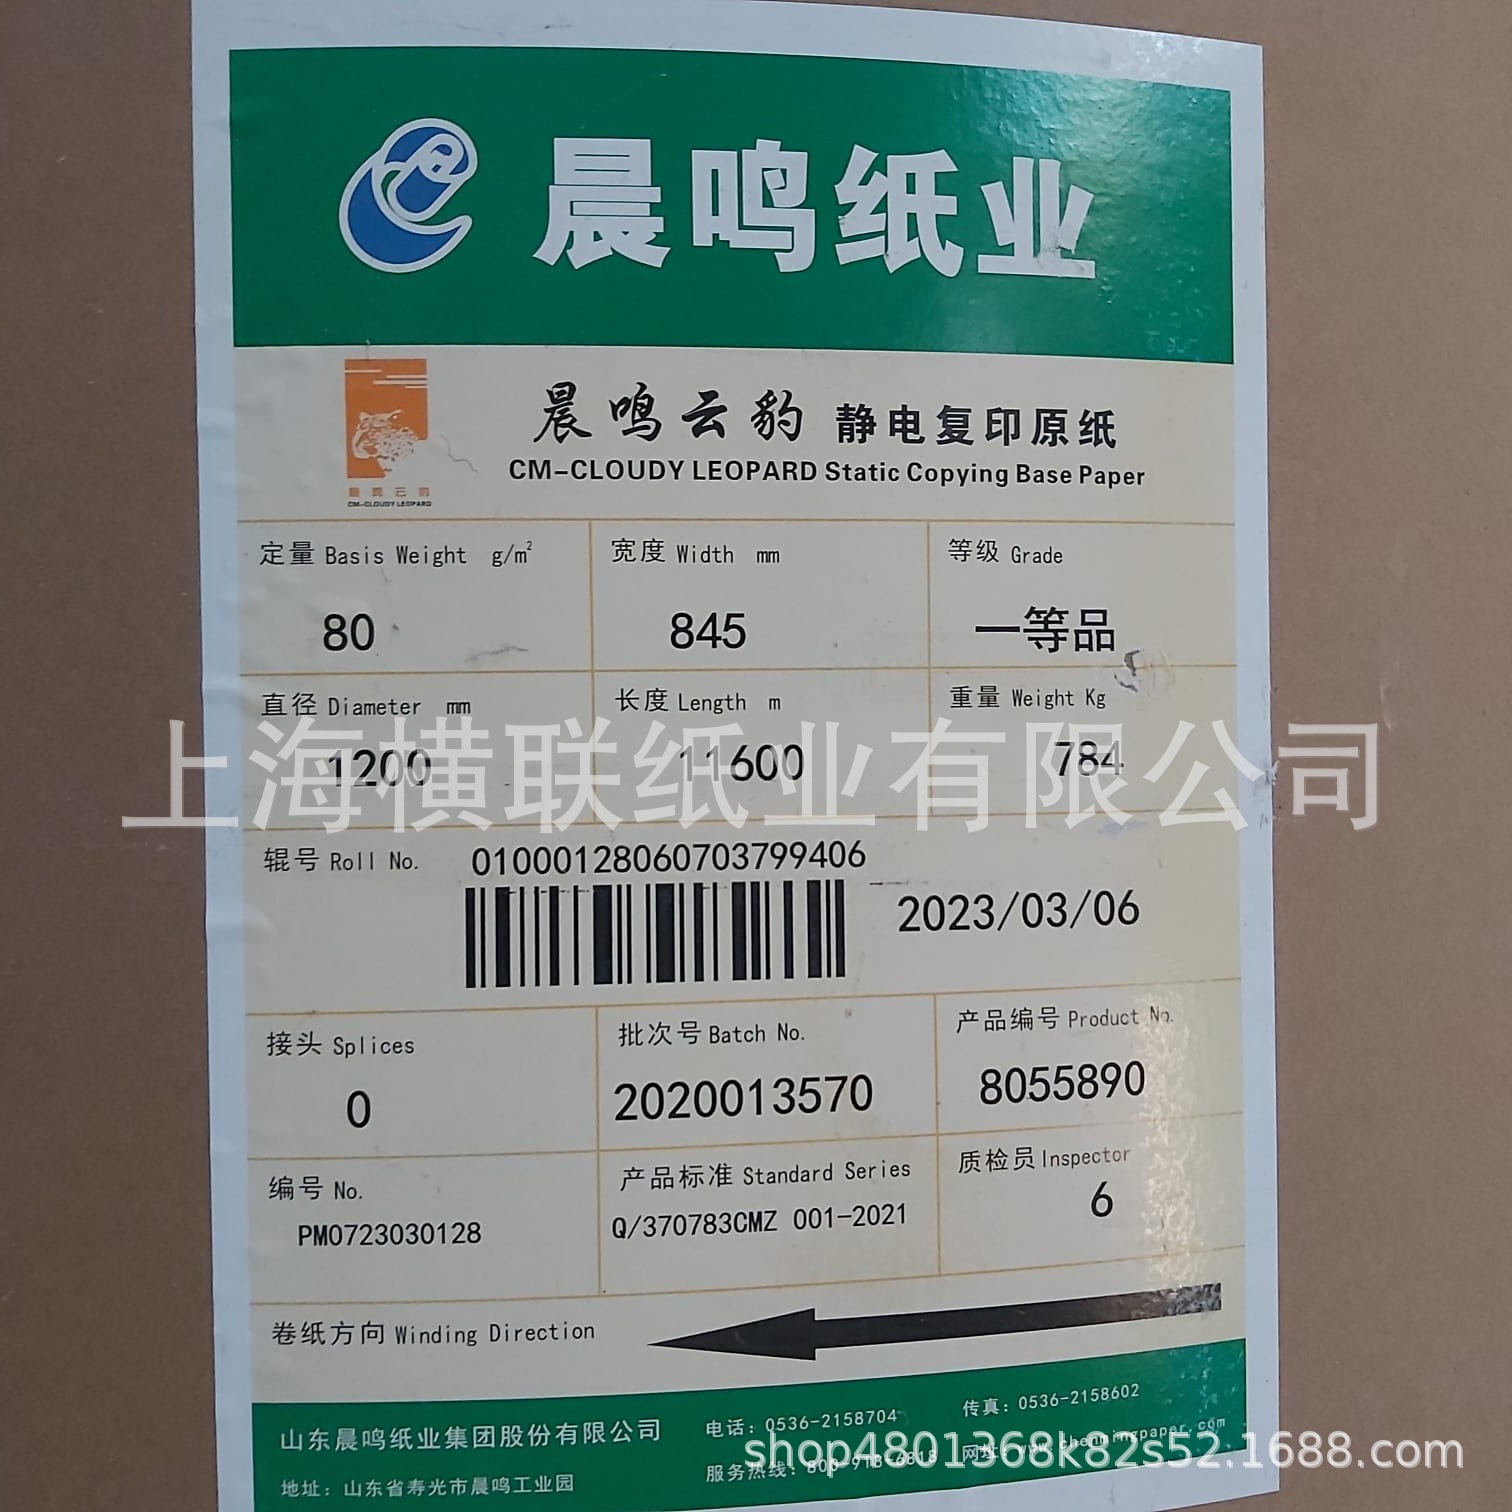 晨鸣纸业
晨鸣云豹 静电复印原纸
CM-CLOUDY LEOPARD Static Copying Base Paper
晨鸣云豹
CM-CLOUDY LEOPARD
定量 Basis Weight g/m² 宽度 Width mm 等级 Grade
80 845 一等品
直径 Diameter mm 长度 Length m 重量 Weight Kg
1200 11600 784
上海横联纸业有限公司
辊号 Roll No. 01000128060703799406
2023/03/06
接头 Splices 批次号 Batch No. 产品编号 Product No.
0 2020013570 8055890
编号 No. 产品标准 Standard Series 质检员 Inspector
PM0723030128 Q/370783CMZ 001-2021 6
卷纸方向 Winding Direction
山东晨鸣纸业集团股份有限公司 电话：0536-2158704 传真：0536-2158602
地址：山东省寿光市晨鸣工业园 服务热线：800-913-6818 网址：www.chenmingpaper.com
shop4801368k82s52.1688.com